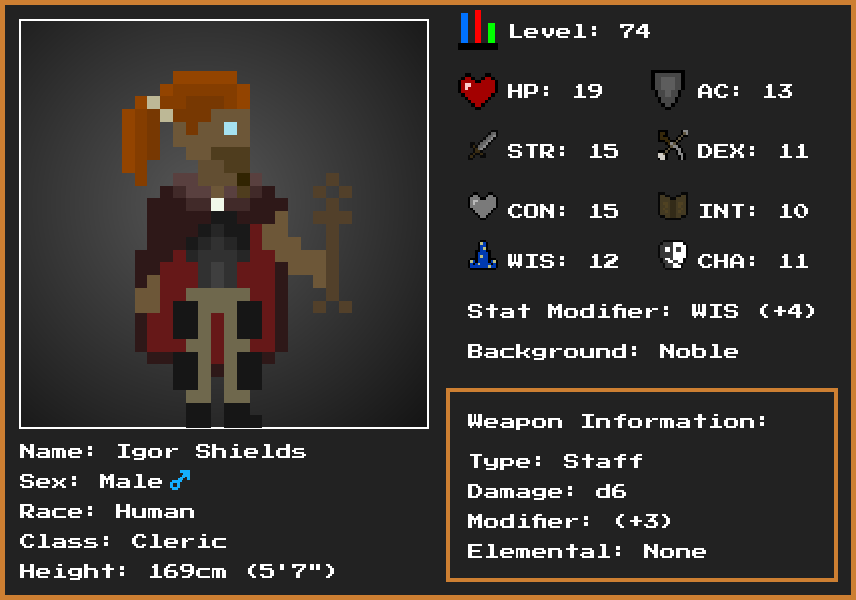 Level: 74
HP: 19 AC: 13
STR: 15 DEX: 11
CON: 15 INT: 10
WIS: 12 CHA: 11
Stat Modifier: WIS (+4)
Background: Noble
Weapon Information:
Type: Staff
Damage: d6
Modifier: (+3)
Elemental: None
Name: Igor Shields
Sex: Male♂
Race: Human
Class: Cleric
Height: 169cm (5'7")